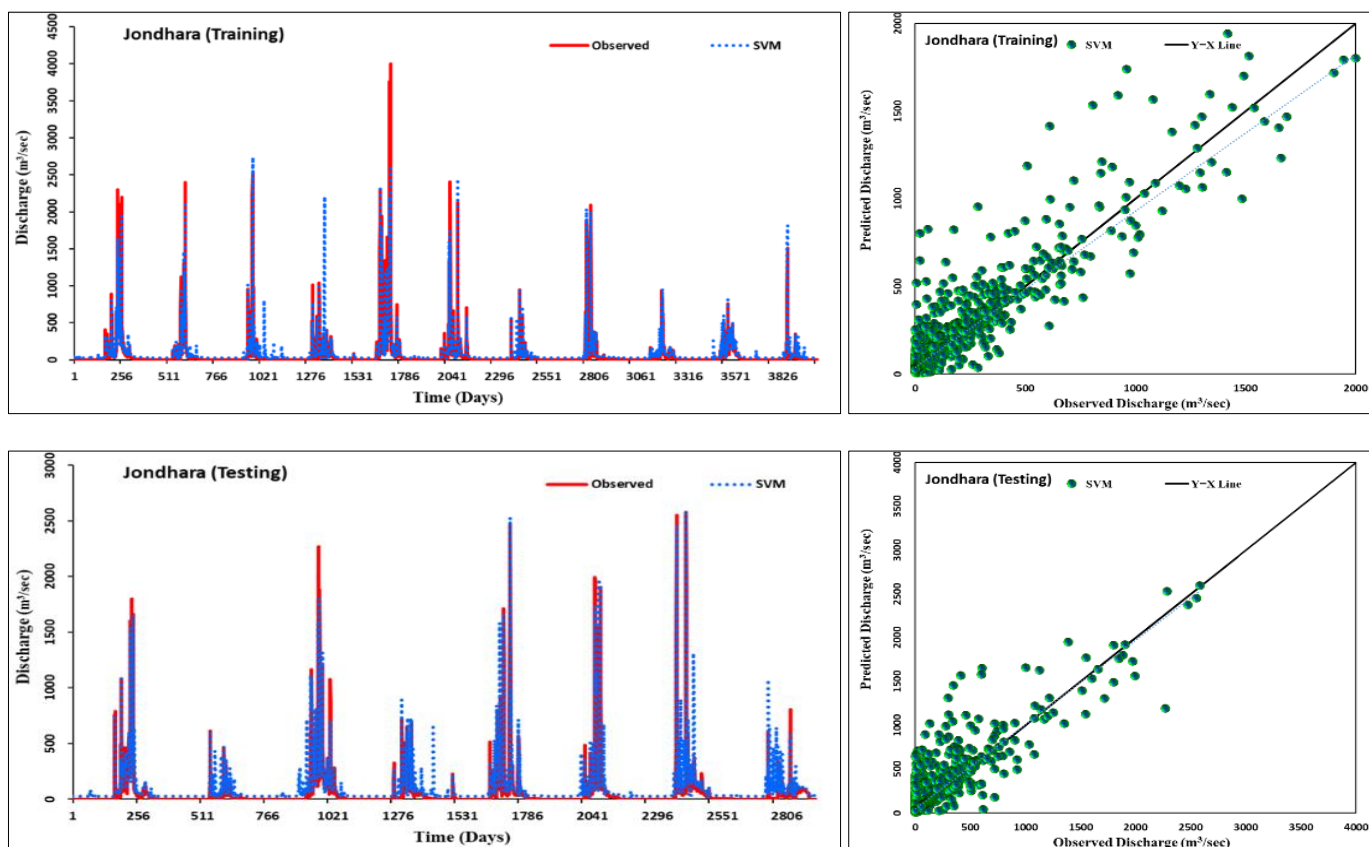 Jondhara (Training)
Observed
SVM
Discharge (m³/sec)
4500
4000
3500
3000
2500
2000
1500
1000
500
0
1 256 511 766 1021 1276 1531 1786 2041 2296 2551 2806 3061 3316 3571 3826
Time (Days)
Jondhara (Training)
SVM
Y=X Line
Predicted Discharge (m³/sec)
2000
1500
1000
500
0
0 500 1000 1500 2000
Observed Discharge (m³/sec)
Jondhara (Testing)
Observed
SVM
Discharge (m³/sec)
3000
2500
2000
1500
1000
500
0
1 256 511 766 1021 1276 1531 1786 2041 2296 2551 2806
Time (Days)
Jondhara (Testing)
SVM
Y=X Line
Predicted Discharge (m³/sec)
4000
3500
3000
2500
2000
1500
1000
500
0
0 500 1000 1500 2000 2500 3000 3500 4000
Observed Discharge (m³/sec)